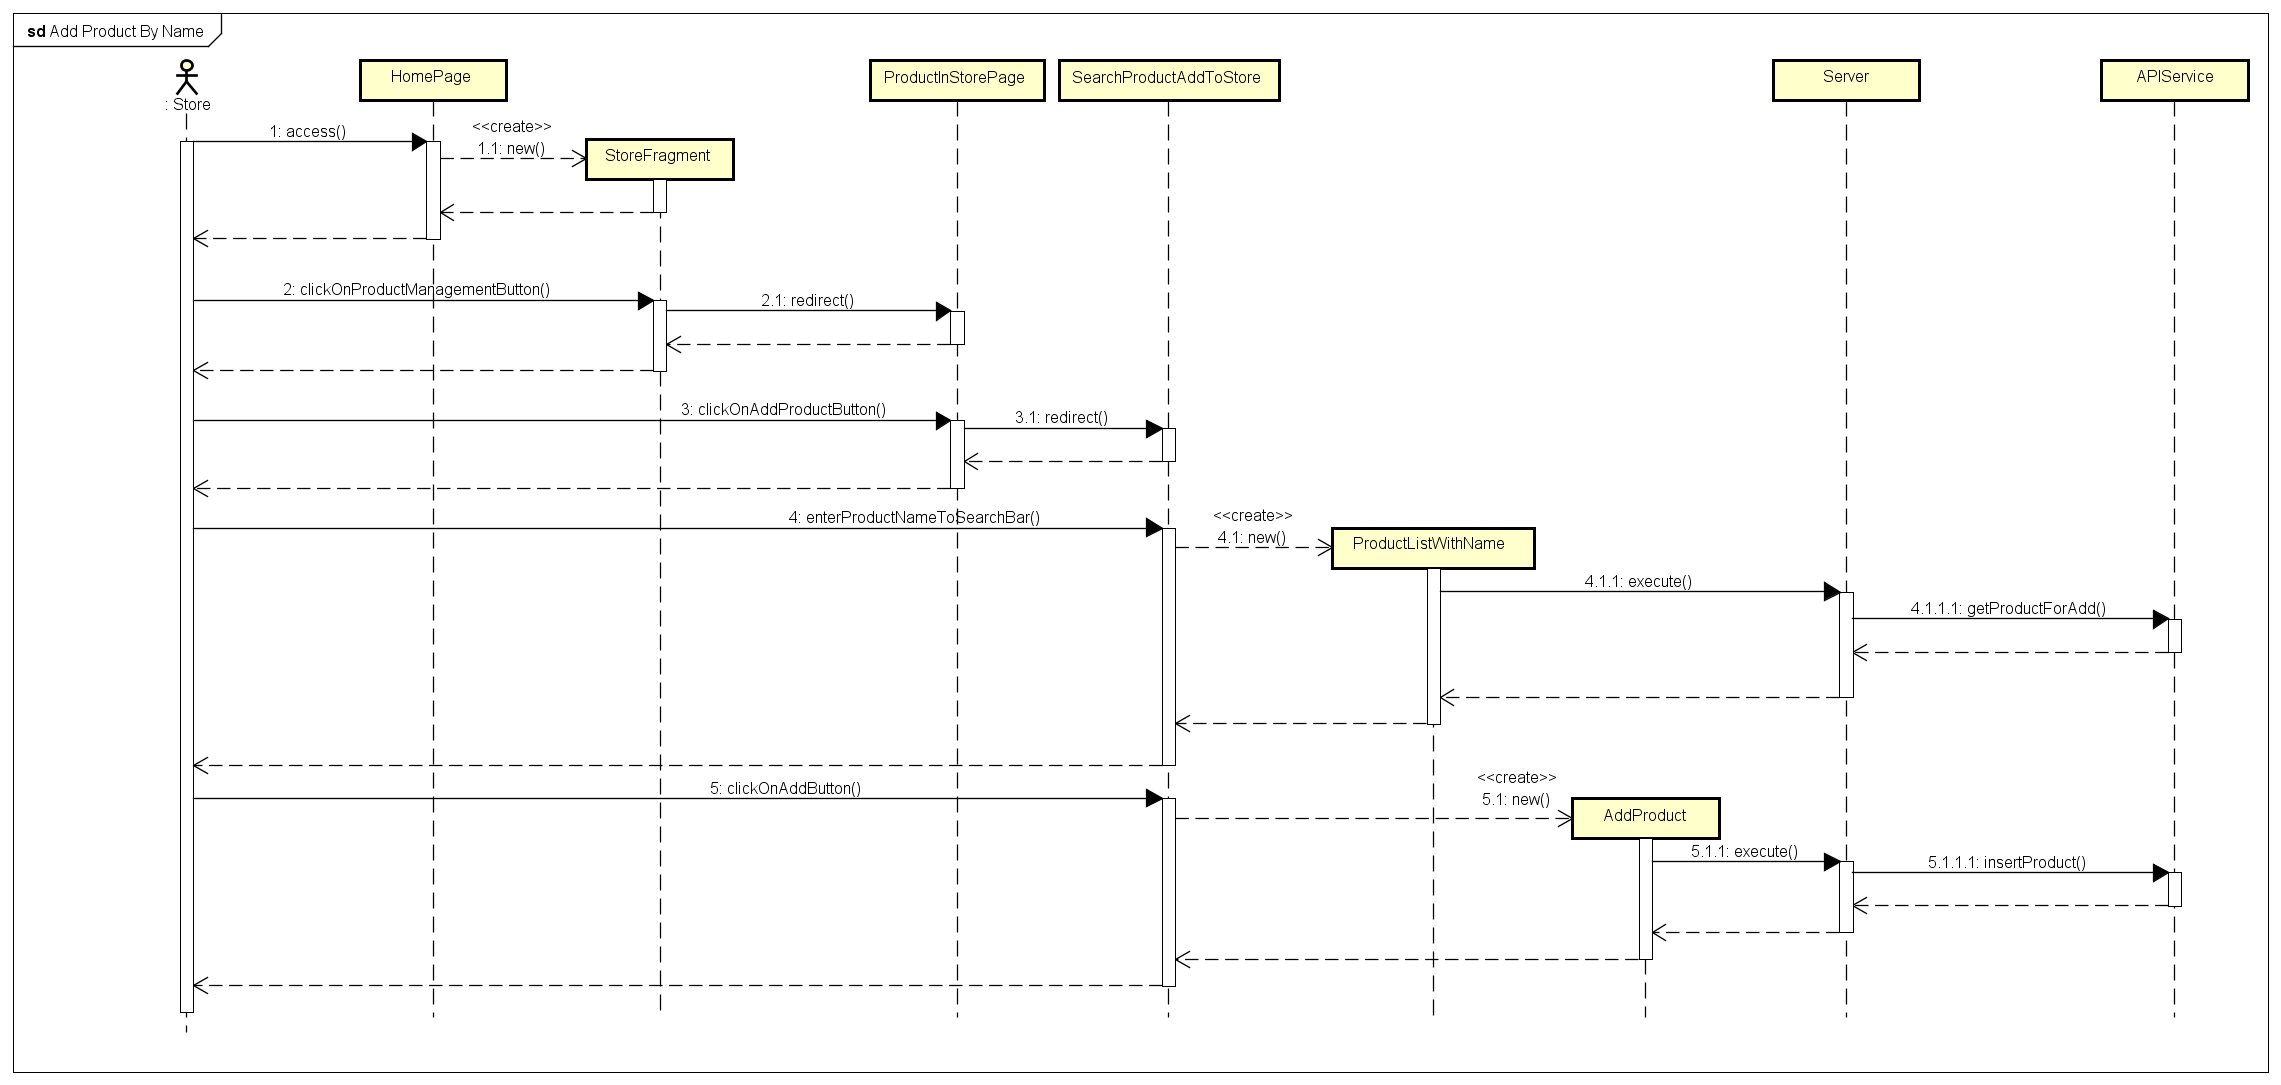 sd Add Product By Name
: Store
HomePage
ProductInStorePage
SearchProductAddToStore
Server
APIService
1: access()
<<create>>
1.1: new()
StoreFragment
2: clickOnProductManagementButton()
2.1: redirect()
3: clickOnAddProductButton()
3.1: redirect()
4: enterProductNameToSearchBar()
<<create>>
4.1: new()
ProductListWithName
4.1.1: execute()
4.1.1.1: getProductForAdd()
5: clickOnAddButton()
<<create>>
5.1: new()
AddProduct
5.1.1: execute()
5.1.1.1: insertProduct()